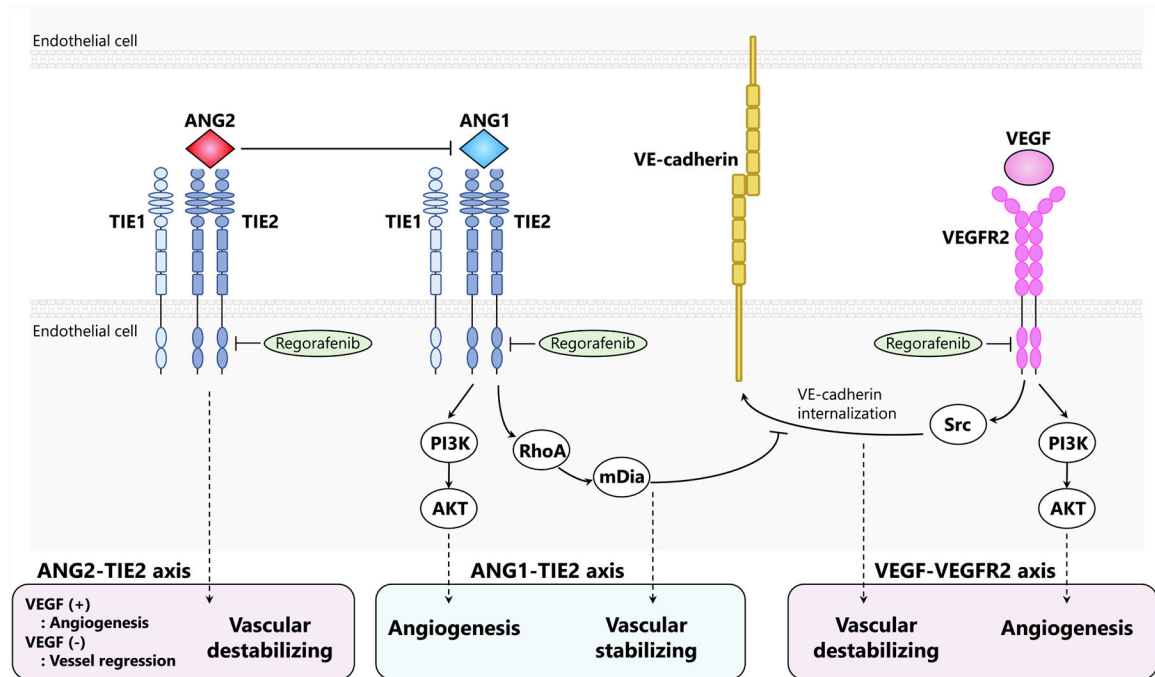 Endothelial cell
ANG2
ANG1
VEGF
VE-cadherin
TIE1
TIE2
TIE1
TIE2
VEGFR2
Endothelial cell
Regorafenib
Regorafenib
Regorafenib
VE-cadherin
internalization
PI3K
RhoA
mDia
Src
PI3K
AKT
AKT
ANG2-TIE2 axis
VEGF (+)
: Angiogenesis
VEGF (-)
: Vessel regression
Vascular
destabilizing
ANG1-TIE2 axis
Angiogenesis
Vascular
stabilizing
VEGF-VEGFR2 axis
Vascular
destabilizing
Angiogenesis